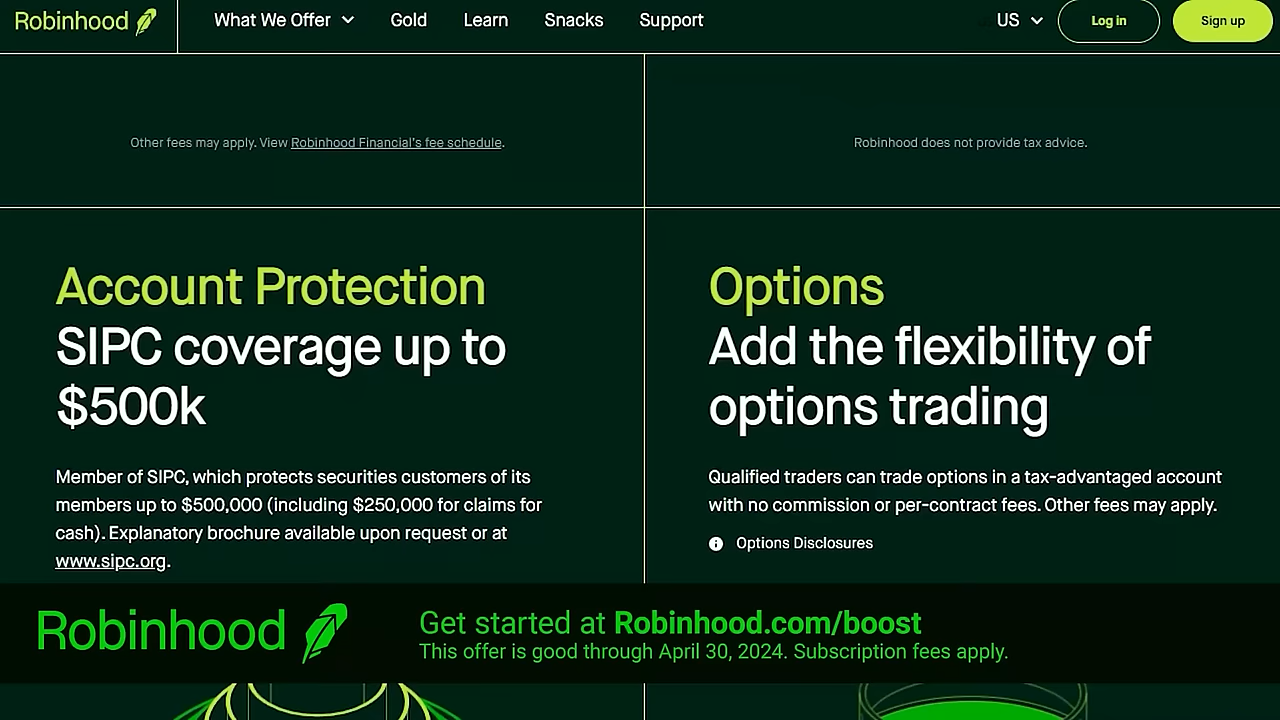 Robinhood
What We Offer
Gold
Learn
Snacks
Support
US
Log in
Sign up
Other fees may apply. View Robinhood Financial's fee schedule.
Robinhood does not provide tax advice.
Account Protection
SIPC coverage up to
$500k
Member of SIPC, which protects securities customers of its
members up to $500,000 (including $250,000 for claims for
cash). Explanatory brochure available upon request or at
www.sipc.org.
Options
Add the flexibility of
options trading
Qualified traders can trade options in a tax-advantaged account
with no commission or per-contract fees. Other fees may apply.
Options Disclosures
Robinhood
Get started at Robinhood.com/boost
This offer is good through April 30, 2024. Subscription fees apply.